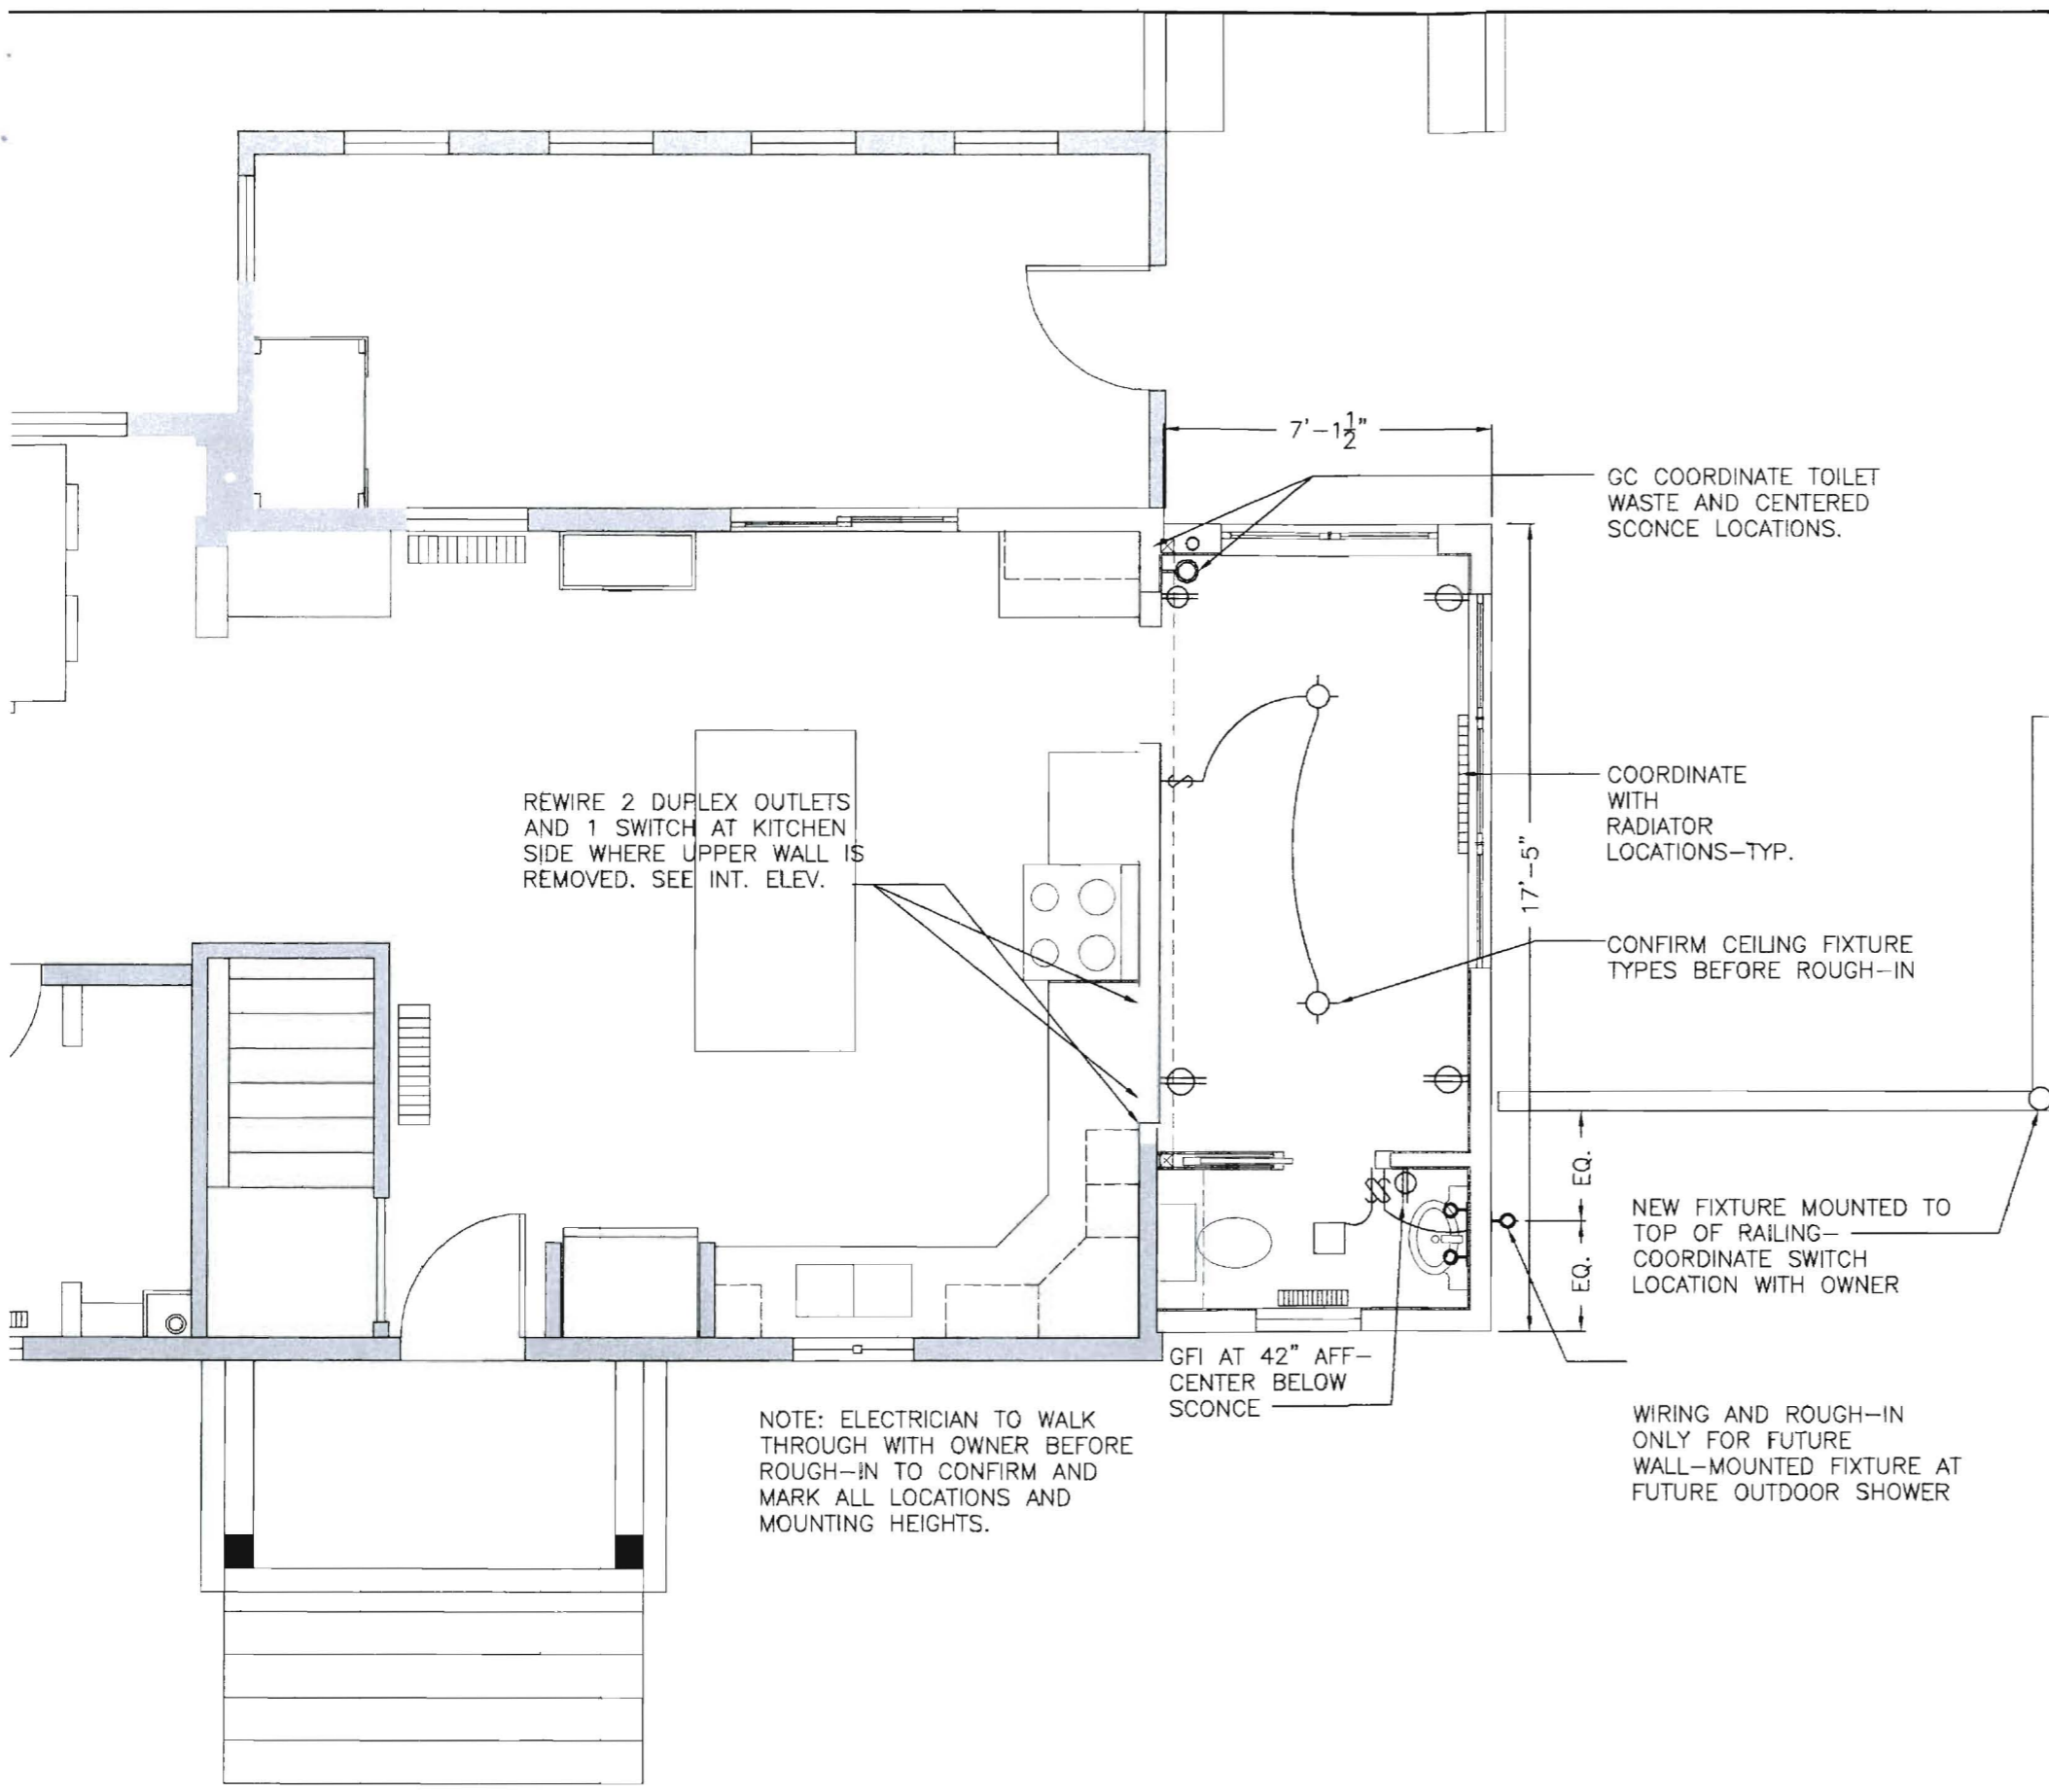 7'-1½"
GC COORDINATE TOILET
WASTE AND CENTERED
SCONCE LOCATIONS.
REWIRE 2 DUPLEX OUTLETS
AND 1 SWITCH AT KITCHEN
SIDE WHERE UPPER WALL IS
REMOVED. SEE INT. ELEV.
COORDINATE
WITH
RADIATOR
LOCATIONS-TYP.
17'-5"
CONFIRM CEILING FIXTURE
TYPES BEFORE ROUGH-IN
EQ.
EQ.
NEW FIXTURE MOUNTED TO
TOP OF RAILING-
COORDINATE SWITCH
LOCATION WITH OWNER
GFI AT 42" AFF-
CENTER BELOW
SCONCE
NOTE: ELECTRICIAN TO WALK
THROUGH WITH OWNER BEFORE
ROUGH-IN TO CONFIRM AND
MARK ALL LOCATIONS AND
MOUNTING HEIGHTS.
WIRING AND ROUGH-IN
ONLY FOR FUTURE
WALL-MOUNTED FIXTURE AT
FUTURE OUTDOOR SHOWER